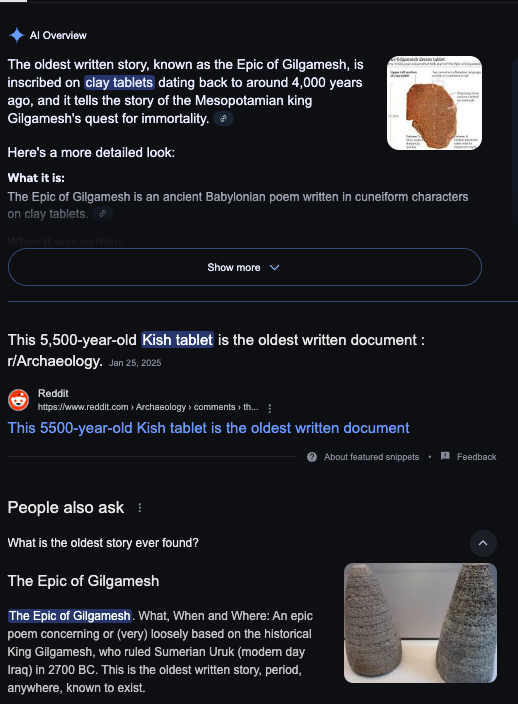 AI Overview
The oldest written story, known as the Epic of Gilgamesh, is
inscribed on clay tablets dating back to around 4,000 years
ago, and it tells the story of the Mesopotamian king
Gilgamesh's quest for immortality.
Here's a more detailed look:
What it is:
The Epic of Gilgamesh is an ancient Babylonian poem written in cuneiform characters
on clay tablets.
When it was written:
Show more
This 5,500-year-old Kish tablet is the oldest written document :
r/Archaeology. Jan 25, 2025
Reddit
https://www.reddit.com › Archaeology › comments › th...
This 5500-year-old Kish tablet is the oldest written document
About featured snippets • Feedback
People also ask
What is the oldest story ever found?
The Epic of Gilgamesh
The Epic of Gilgamesh. What, When and Where: An epic
poem concerning or (very) loosely based on the historical
King Gilgamesh, who ruled Sumerian Uruk (modern day
Iraq) in 2700 BC. This is the oldest written story, period,
anywhere, known to exist.